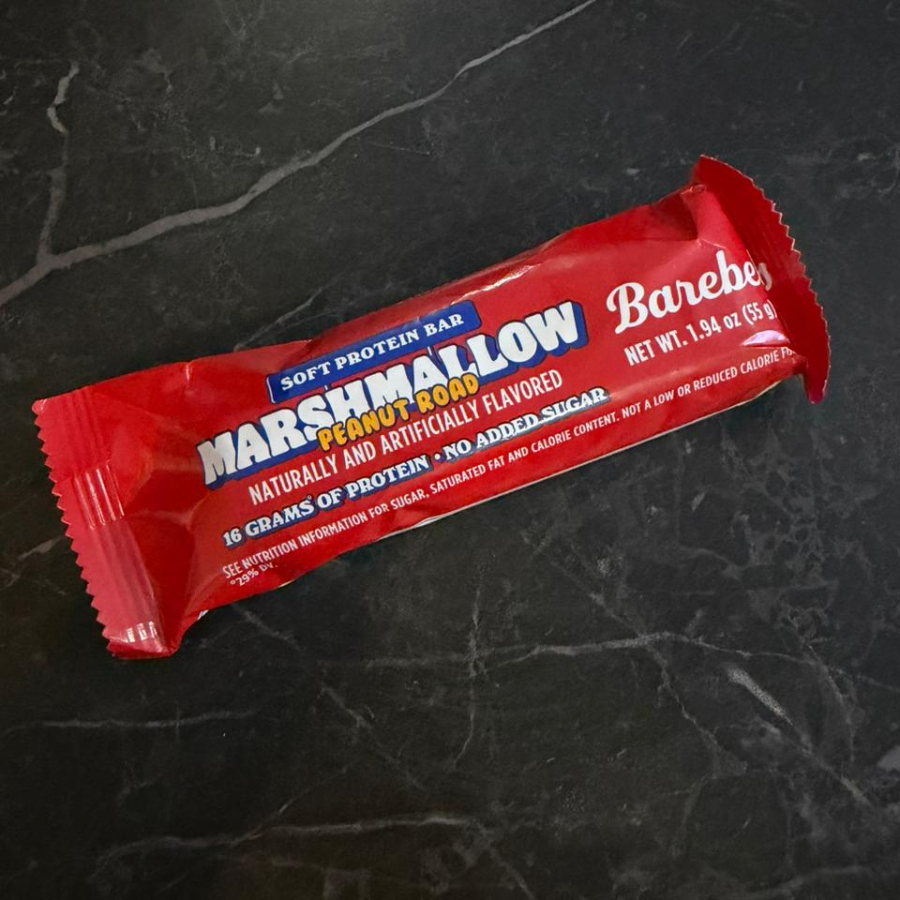 SOFT PROTEIN BAR
MARSHMALLOW
PEANUT ROAD
NATURALLY AND ARTIFICIALLY FLAVORED
16 GRAMS* OF PROTEIN • NO ADDED SUGAR
SEE NUTRITION INFORMATION FOR SUGAR, SATURATED FAT AND CALORIE CONTENT. NOT A LOW OR REDUCED CALORIE
*29% DV.
Barebe
NET WT. 1.94 oz (55 g)